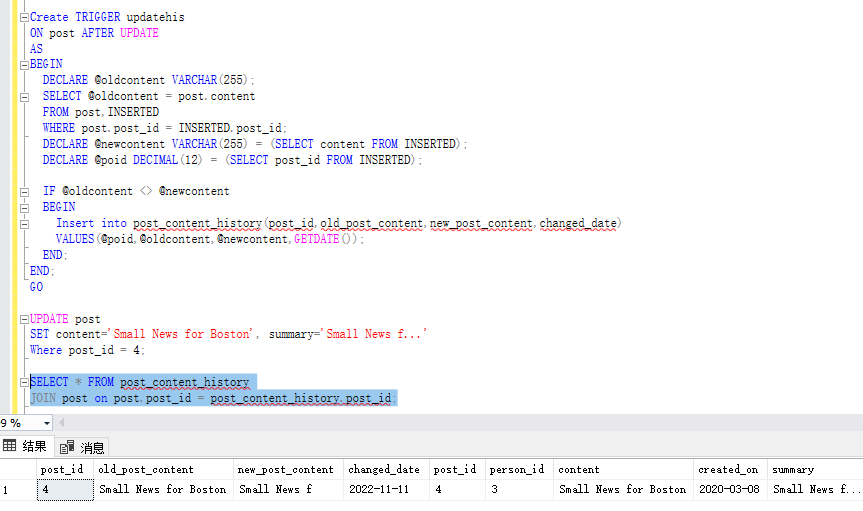 Create TRIGGER updatehis
ON post AFTER UPDATE
AS
BEGIN
DECLARE @oldcontent VARCHAR(255);
SELECT @oldcontent = post.content
FROM post,INSERTED
WHERE post.post_id = INSERTED.post_id;
DECLARE @newcontent VARCHAR(255) = (SELECT content FROM INSERTED);
DECLARE @poid DECIMAL(12) = (SELECT post_id FROM INSERTED);
IF @oldcontent <> @newcontent
BEGIN
Insert into post_content_history(post_id,old_post_content,new_post_content,changed_date)
VALUES(@poid,@oldcontent,@newcontent,GETDATE());
END;
END;
GO
UPDATE post
SET content='Small News for Boston', summary='Small News f...'
Where post_id = 4;
SELECT * FROM post_content_history
JOIN post on post.post_id = post_content_history.post_id;
9 %
结果 消息
post_id old_post_content new_post_content changed_date post_id person_id content created_on summary
1 4 Small News for Boston Small News f 2022-11-11 4 3 Small News for Boston 2020-03-08 Small News f...